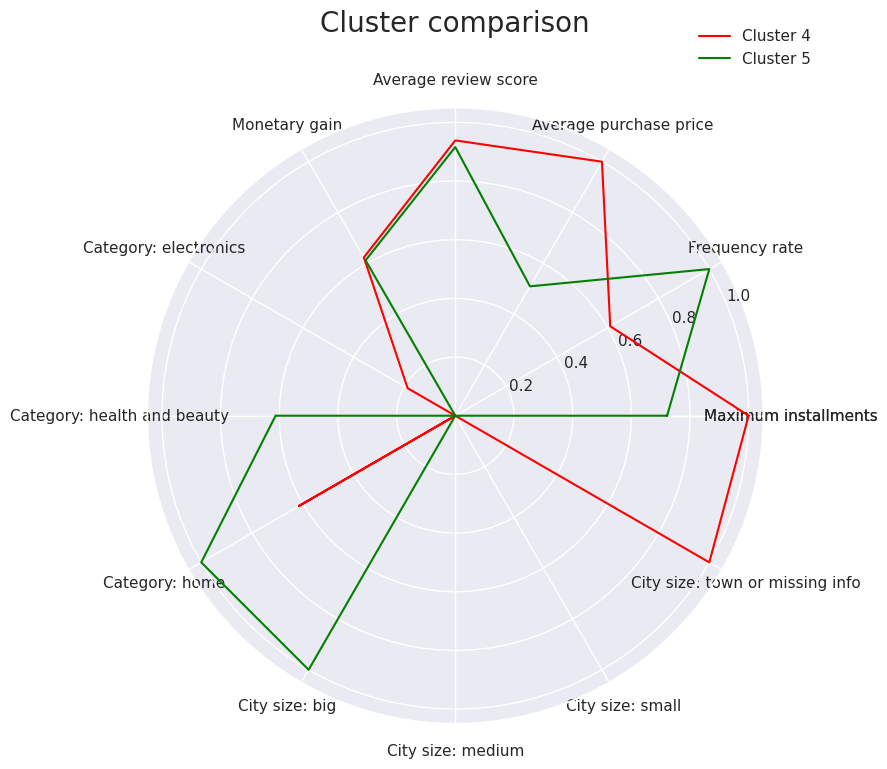 Cluster comparison
Cluster 4
Cluster 5
Average review score
Monetary gain
Average purchase price
Category: electronics
Frequency rate
1.0
0.8
0.6
0.4
0.2
Category: health and beauty
Maximum installments
Category: home
City size: town or missing info
City size: big
City size: small
City size: medium